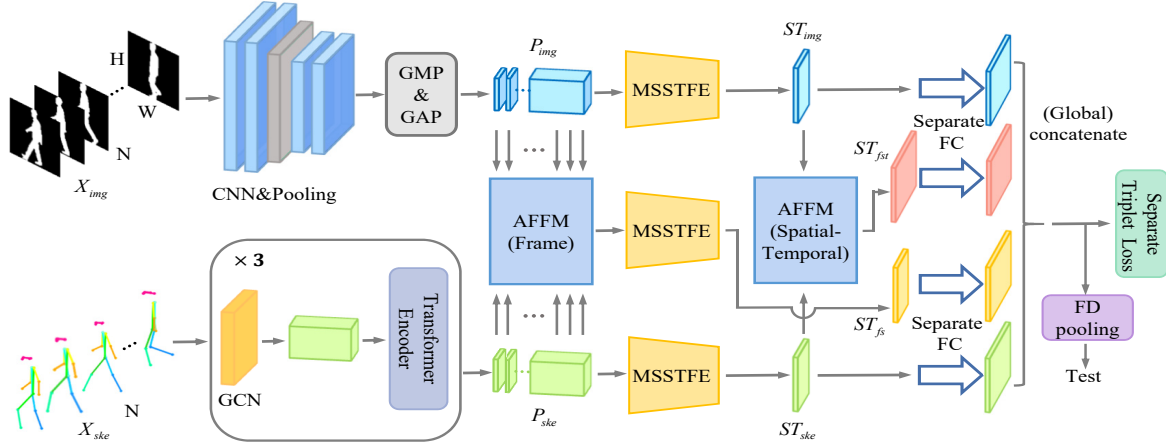 H
W
N
X_img
CNN&Pooling
GMP
&
GAP
P_img
MSSTFE
ST_img
Separate
FC
(Global)
concatenate
ST_fst
AFFM
(Frame)
MSSTFE
AFFM
(Spatial-
Temporal)
Separate
Triplet Loss
× 3
GCN
Transformer
Encoder
N
X_ske
P_ske
MSSTFE
ST_fs
ST_ske
Separate
FC
FD
pooling
Test